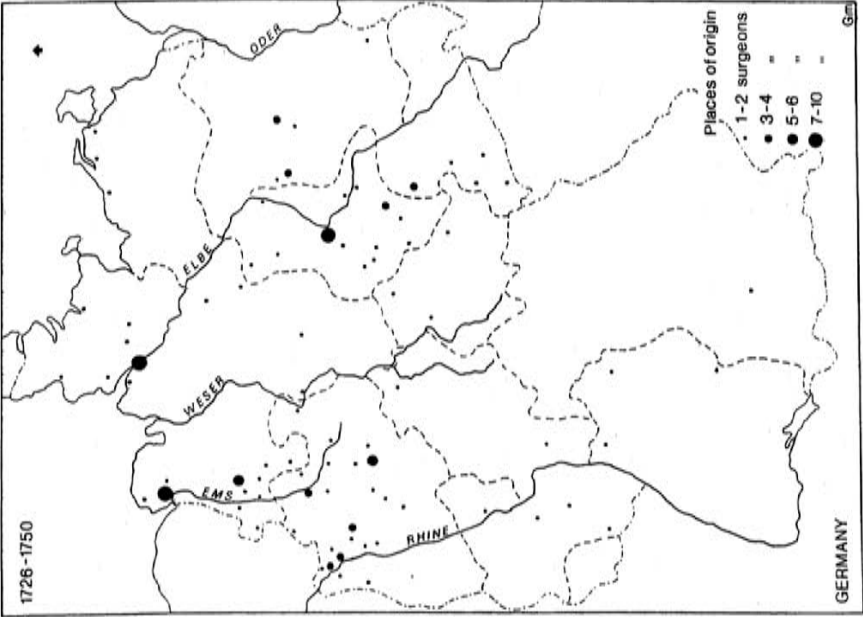 1726-1750
ODER
ELBE
WESER
EMS
RHINE
Places of origin
1-2 surgeons
3-4 "
5-6 "
7-10 "
GERMANY
Gm